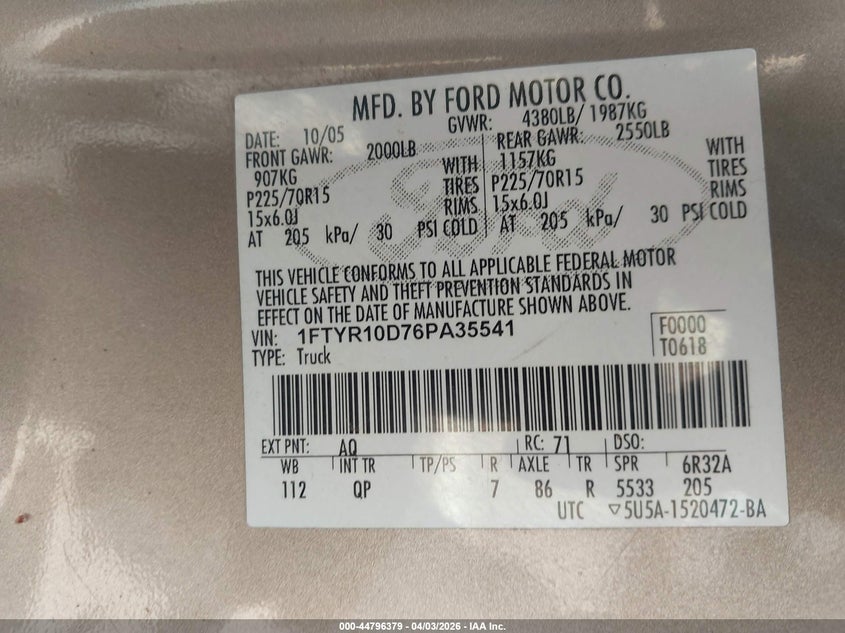 MFD. BY FORD MOTOR CO.
DATE: 10/05 GVWR: 4380LB/ 1987KG
FRONT GAWR: 2000LB REAR GAWR: 2550LB
907KG WITH 1157KG WITH
P225/70R15 TIRES P225/70R15 TIRES
15x6.0J RIMS 15x6.0J RIMS
AT 205 kPa/ 30 PSI COLD AT 205 kPa/ 30 PSI COLD
Ford
THIS VEHICLE CONFORMS TO ALL APPLICABLE FEDERAL MOTOR
VEHICLE SAFETY AND THEFT PREVENTION STANDARDS IN
EFFECT ON THE DATE OF MANUFACTURE SHOWN ABOVE.
VIN: 1FTYR10D76PA35541 F0000
TYPE: Truck T0618
EXT PNT: AQ RC: 71 DSO:
WB INT TR TP/PS R AXLE TR SPR 6R32A
112 QP 7 86 R 5533 205
UTC ▽5U5A-1520472-BA
000-44796379 - 04/03/2026 - IAA Inc.